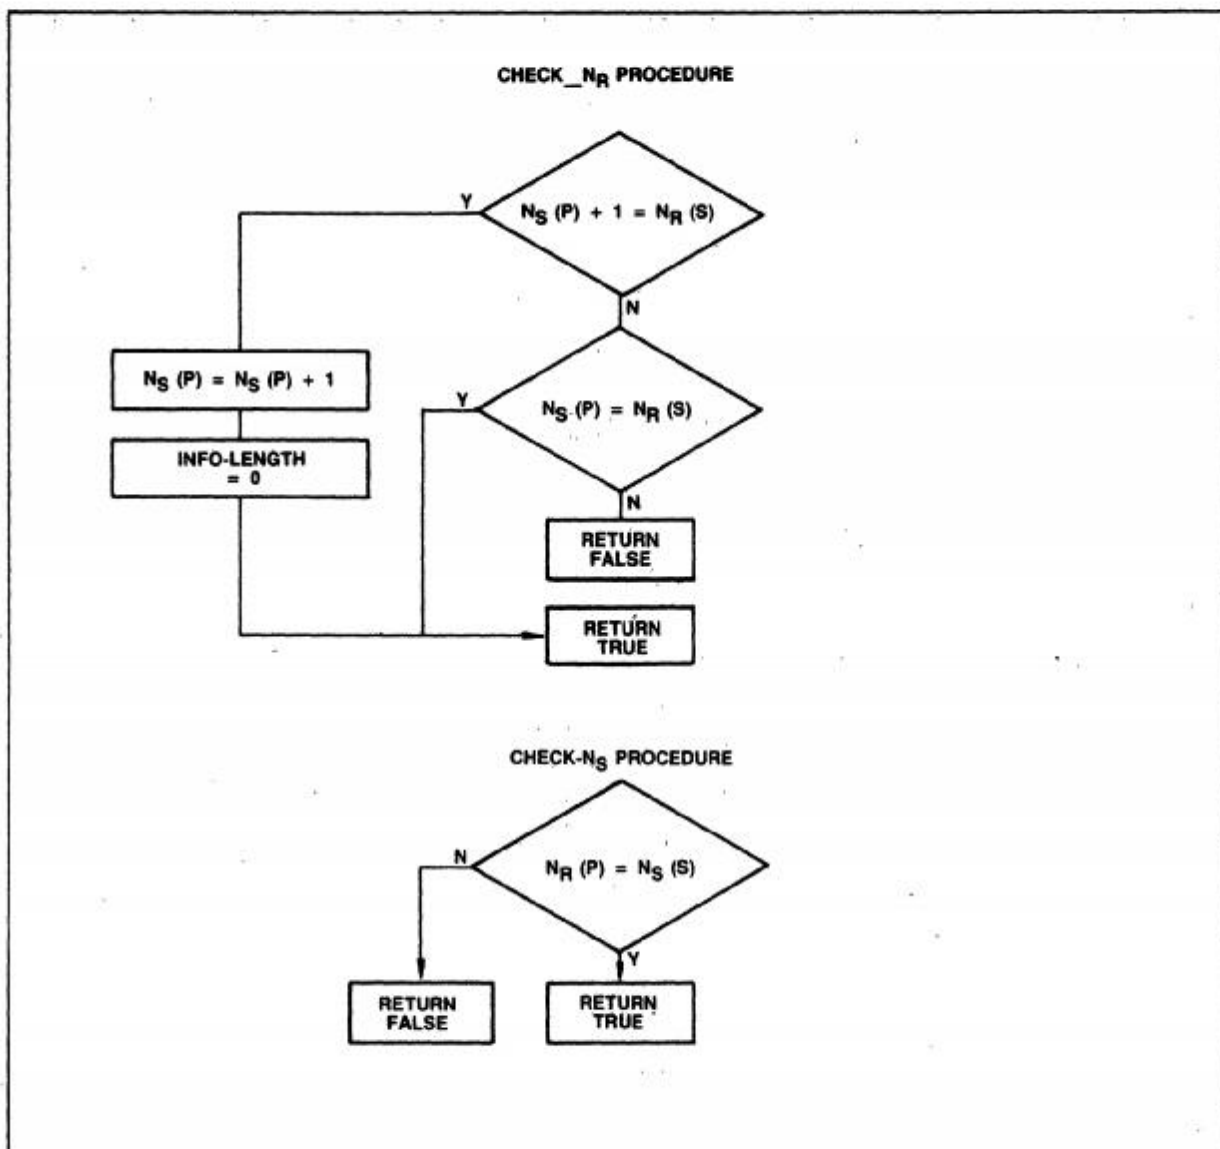 CHECK_NR PROCEDURE
Y
NS (P) + 1 = NR (S)
N
NS (P) = NS (P) + 1
Y
NS (P) = NR (S)
INFO-LENGTH
= 0
N
RETURN
FALSE
RETURN
TRUE
CHECK-NS PROCEDURE
N
NR (P) = NS (S)
Y
RETURN
FALSE
RETURN
TRUE